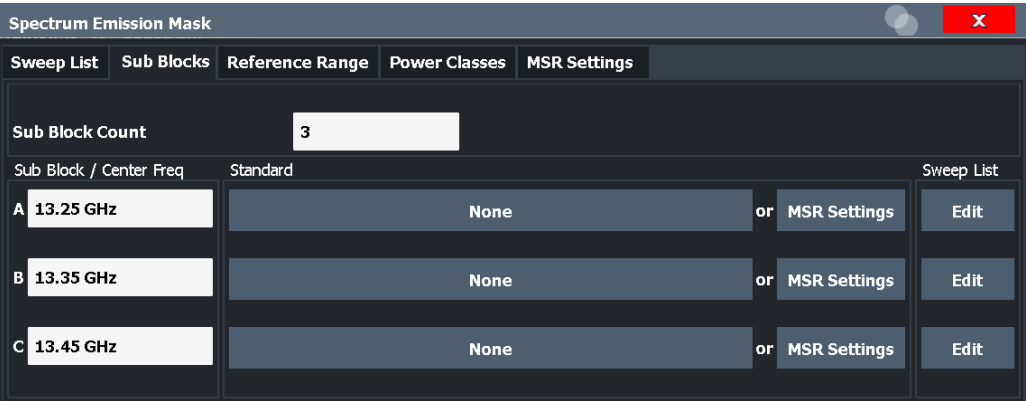 Spectrum Emission Mask
X
Sweep List Sub Blocks Reference Range Power Classes MSR Settings
Sub Block Count 3
Sub Block / Center Freq Standard Sweep List
A 13.25 GHz None or MSR Settings Edit
B 13.35 GHz None or MSR Settings Edit
C 13.45 GHz None or MSR Settings Edit